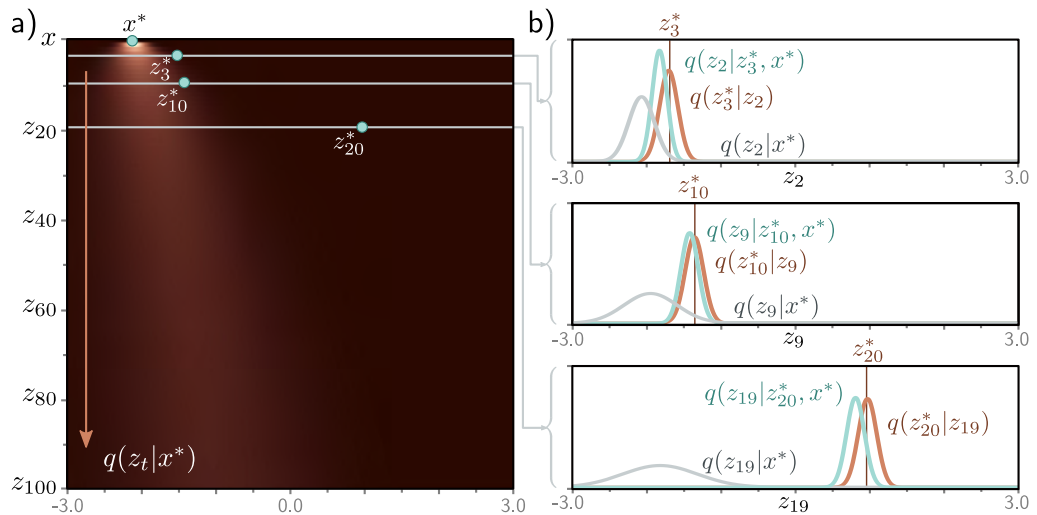 a)
x*
x
z*3
z*10
z20
z*20
z40
z60
z80
q(zt|x*)
z100
-3.0
0.0
3.0
b)
z*3
q(z2|z*3, x*)
q(z*3|z2)
q(z2|x*)
-3.0
z2
3.0
z*10
q(z9|z*10, x*)
q(z*10|z9)
q(z9|x*)
-3.0
z9
3.0
z*20
q(z19|z*20, x*)
q(z*20|z19)
q(z19|x*)
-3.0
z19
3.0